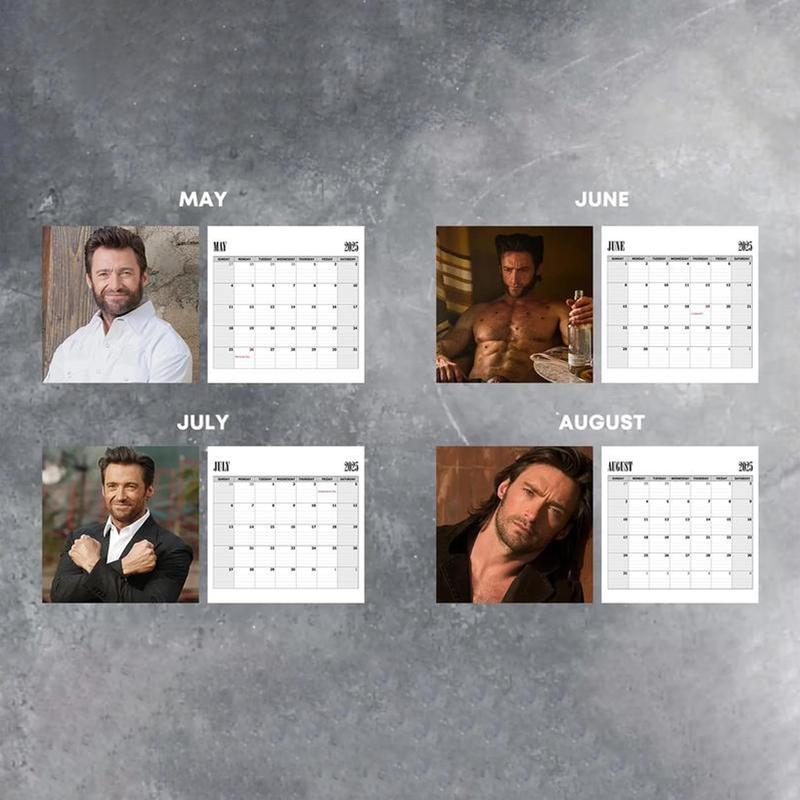 MAY
MAY 2025
SUNDAY MONDAY TUESDAY WEDNESDAY THURSDAY FRIDAY SATURDAY
27 28 29 30 1 2 3
4 5 6 7 8 9 10
11 12 13 14 15 16 17
18 19 20 21 22 23 24
25 26 27 28 29 30 31
JUNE
JUNE 2025
SUNDAY MONDAY TUESDAY WEDNESDAY THURSDAY FRIDAY SATURDAY
1 2 3 4 5 6 7
8 9 10 11 12 13 14
15 16 17 18 19 20 21
22 23 24 25 26 27 28
29 30 1 2 3 4 5
JULY
JULY 2025
SUNDAY MONDAY TUESDAY WEDNESDAY THURSDAY FRIDAY SATURDAY
29 30 1 2 3 4 5
6 7 8 9 10 11 12
13 14 15 16 17 18 19
20 21 22 23 24 25 26
27 28 29 30 31 1 2
AUGUST
AUGUST 2025
SUNDAY MONDAY TUESDAY WEDNESDAY THURSDAY FRIDAY SATURDAY
27 28 29 30 31 1 2
3 4 5 6 7 8 9
10 11 12 13 14 15 16
17 18 19 20 21 22 23
24 25 26 27 28 29 30
31 1 2 3 4 5 6